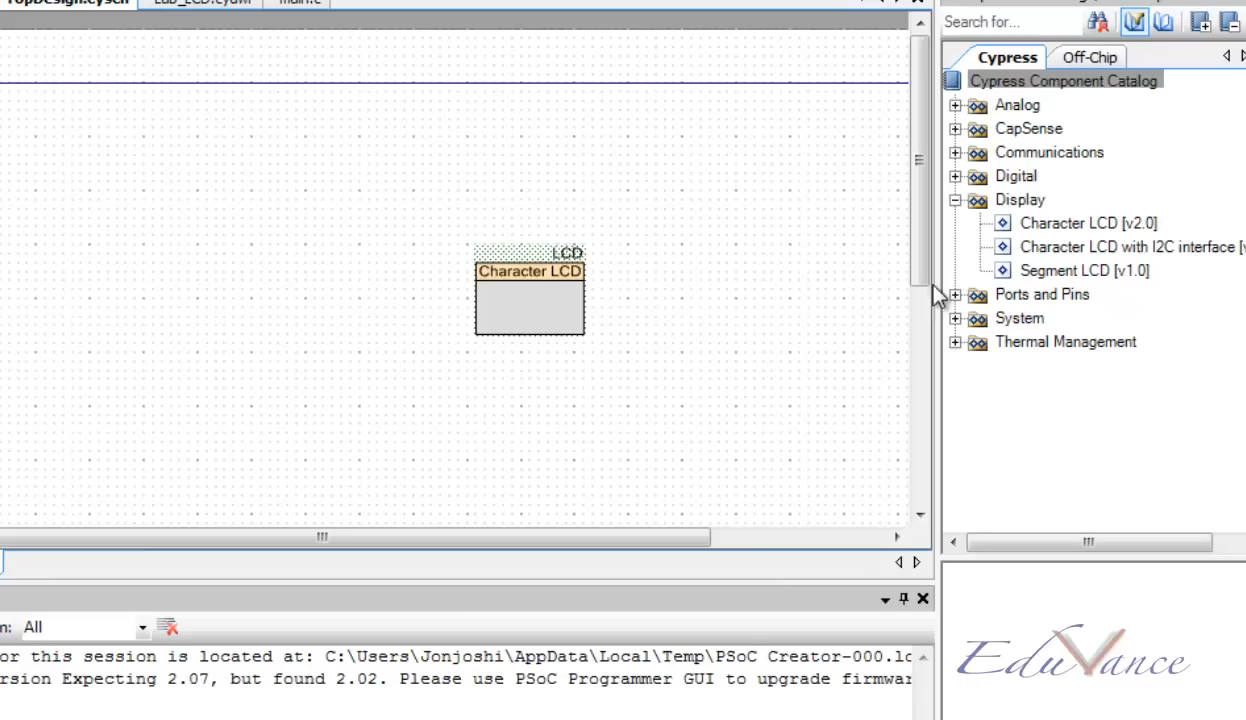 TopDesign.cysch Lab_LCD.cydwr main.c
Search for...
Cypress Off-Chip
Cypress Component Catalog
Analog
CapSense
Communications
Digital
Display
Character LCD [v2.0]
Character LCD with I2C interface [v
Segment LCD [v1.0]
Ports and Pins
System
Thermal Management
LCD
Character LCD
m: All
or this session is located at: C:\Users\Jonjoshi\AppData\Local\Temp\PSoC Creator-000.lo
rsion Expecting 2.07, but found 2.02. Please use PSoC Programmer GUI to upgrade firmwar
EduVance